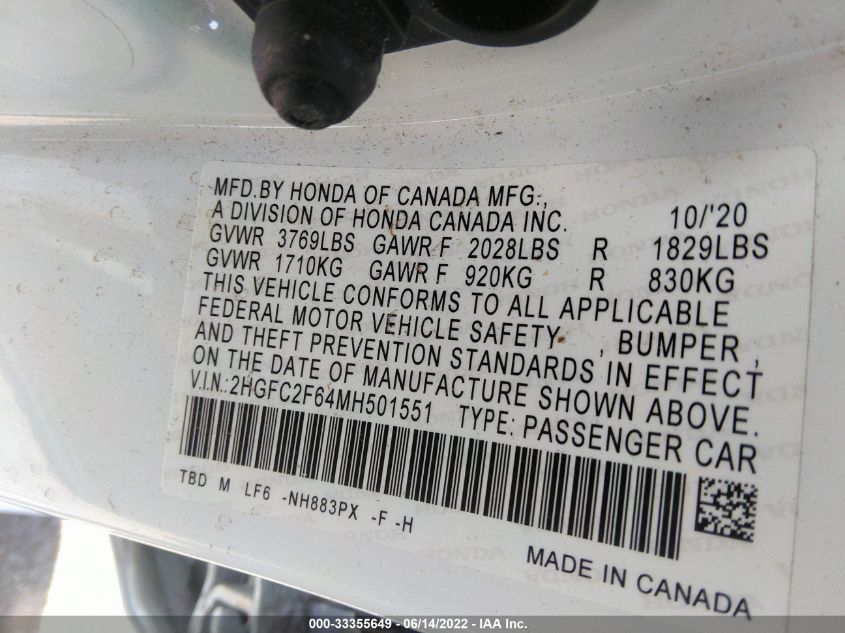 MFD.BY HONDA OF CANADA MFG.,
A DIVISION OF HONDA CANADA INC. 10/'20
GVWR 3769LBS GAWR F 2028LBS R 1829LBS
GVWR 1710KG GAWR F 920KG R 830KG
THIS VEHICLE CONFORMS TO ALL APPLICABLE
FEDERAL MOTOR VEHICLE SAFETY , BUMPER ,
AND THEFT PREVENTION STANDARDS IN EFFECT
ON THE DATE OF MANUFACTURE SHOWN ABOVE.
V.I.N.:2HGFC2F64MH501551 TYPE: PASSENGER CAR
TBD M LF6 -NH883PX -F -H
MADE IN CANADA
000-33355649 - 06/14/2022 - IAA Inc.